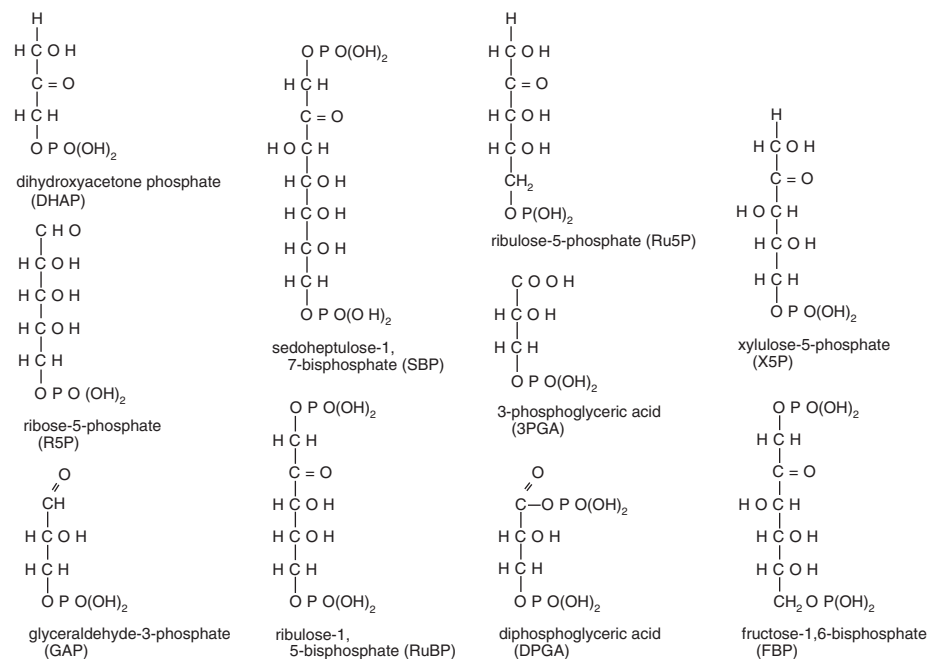 H
H C O H
C = O
H C H
O P O(OH)2
dihydroxyacetone phosphate
(DHAP)
C H O
H C O H
H C O H
H C O H
H C H
O P O (OH)2
ribose-5-phosphate
(R5P)
O
CH
H C O H
H C H
O P O(OH)2
glyceraldehyde-3-phosphate
(GAP)
O P O(OH)2
H C H
C = O
H O C H
H C O H
H C O H
H C O H
H C H
O P O(O H)2
sedoheptulose-1,
7-bisphosphate (SBP)
O P O(OH)2
H C H
C = O
H C O H
H C O H
H C H
O P O(OH)2
ribulose-1,
5-bisphosphate (RuBP)
H
H C O H
C = O
H C O H
H C O H
CH2
O P(OH)2
ribulose-5-phosphate (Ru5P)
C O O H
H C O H
H C H
O P O(OH)2
3-phosphoglyceric acid
(3PGA)
O
C—O P O(OH)2
H C O H
H C H
O P O(OH)2
diphosphoglyceric acid
(DPGA)
H
H C O H
C = O
H O C H
H C O H
H C H
O P O(OH)2
xylulose-5-phosphate
(X5P)
O P O(OH)2
H C H
C = O
H O C H
H C O H
H C O H
CH2 O P(OH)2
fructose-1,6-bisphosphate
(FBP)